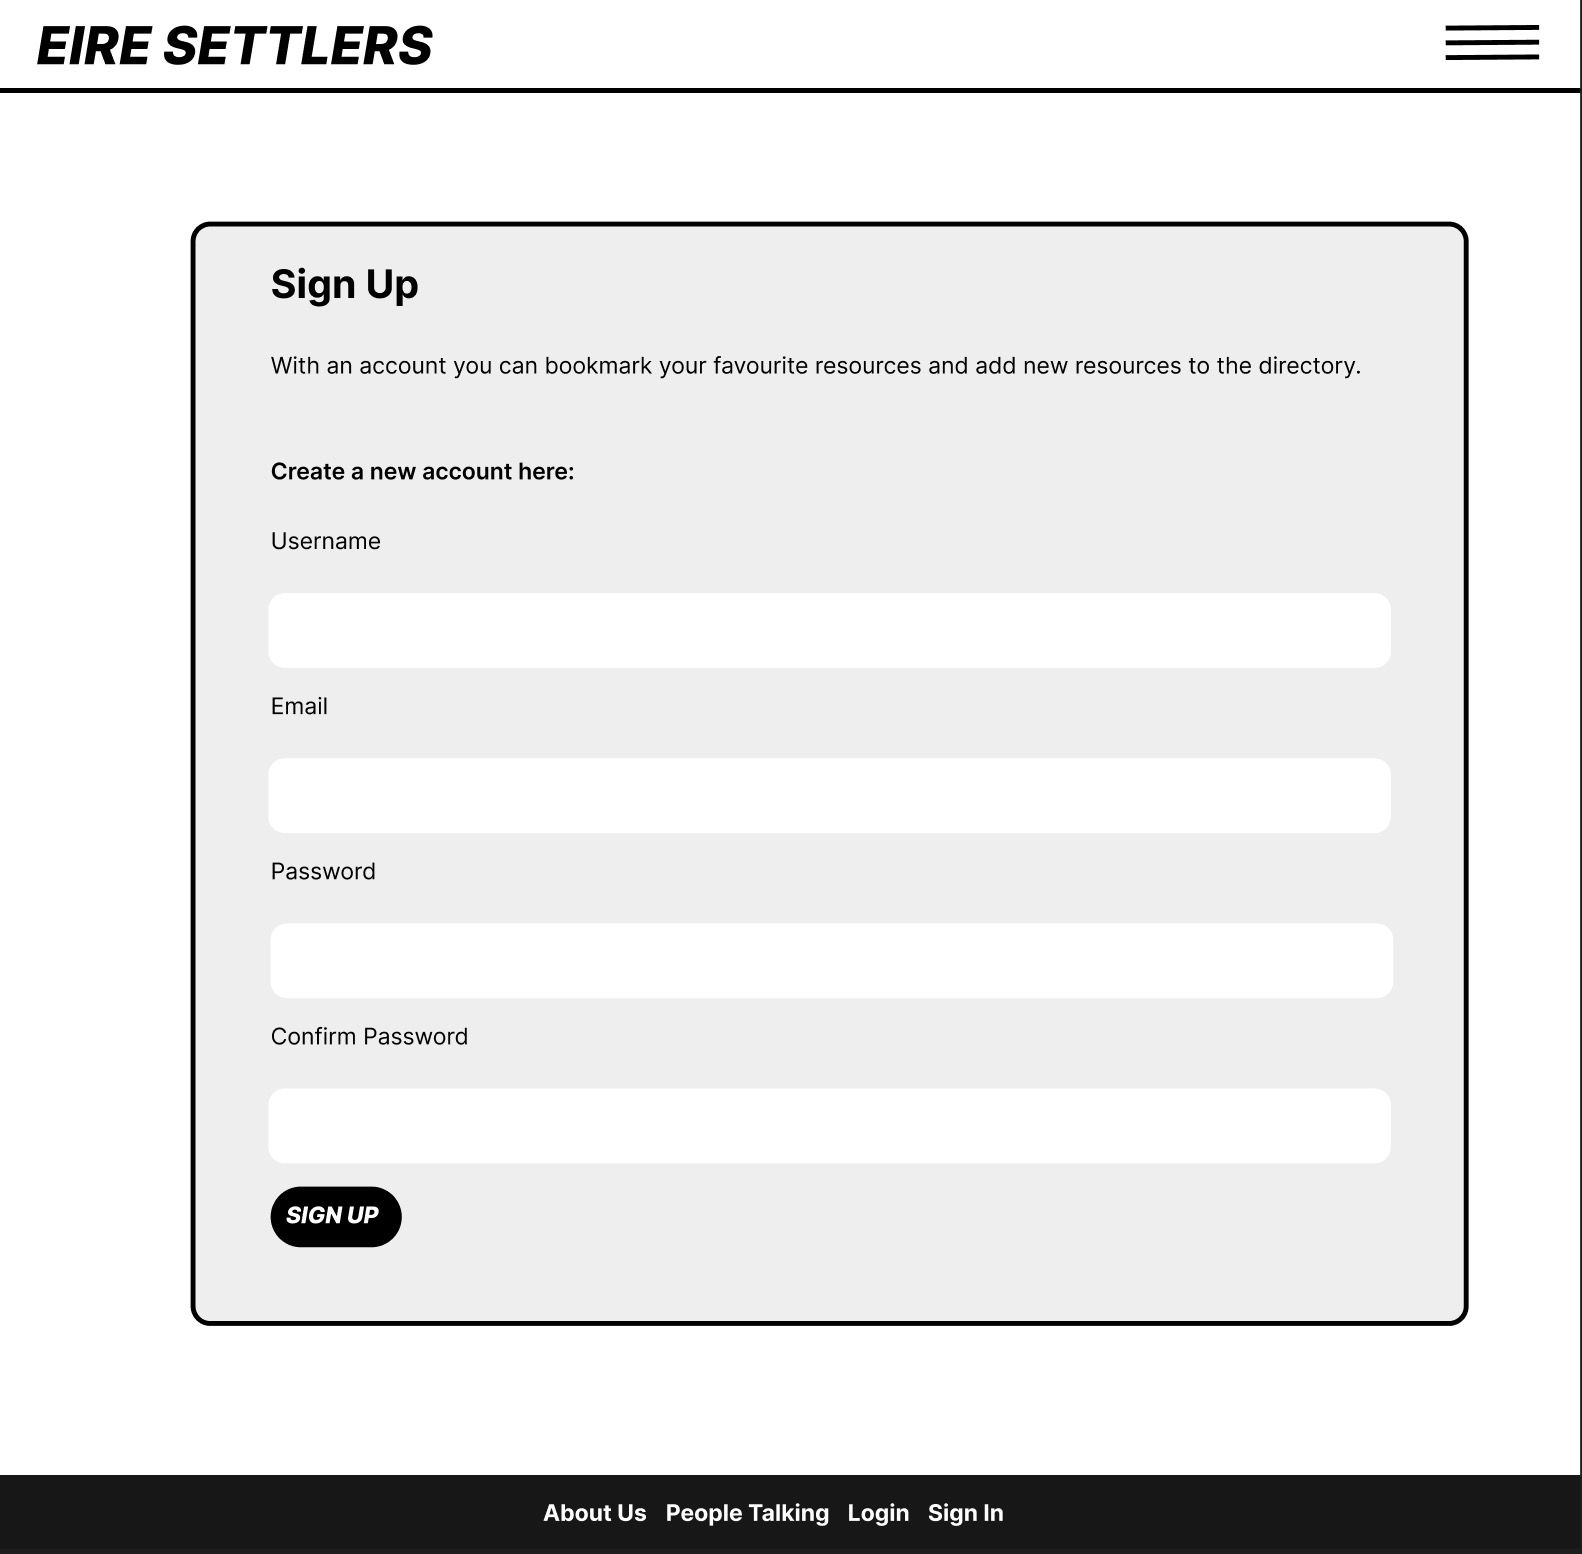 EIRE SETTLERS
Sign Up
With an account you can bookmark your favourite resources and add new resources to the directory.
Create a new account here:
Username
Email
Password
Confirm Password
SIGN UP
About Us People Talking Login Sign In